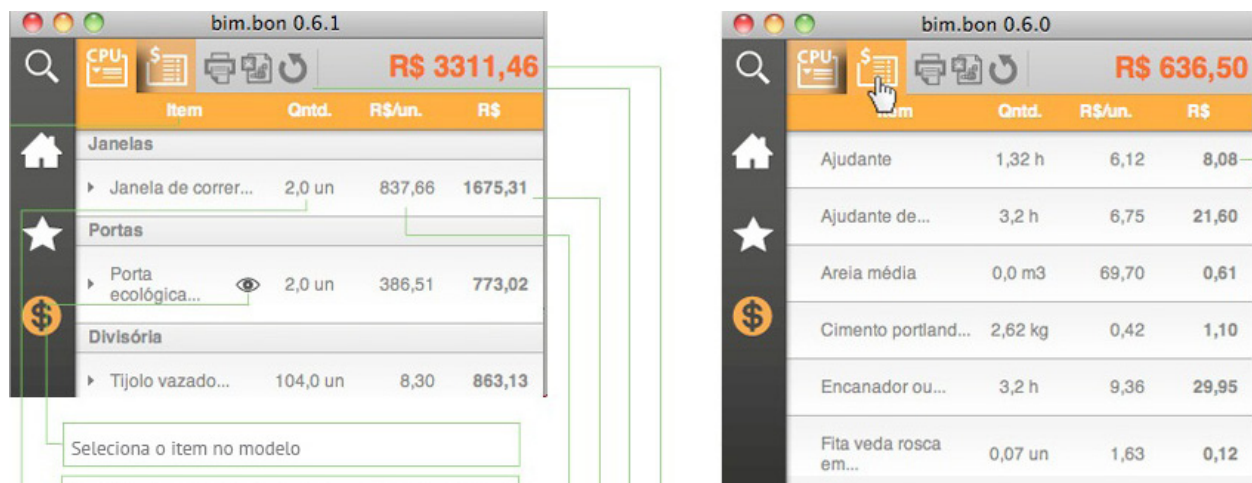 bim.bon 0.6.1
CPU
$
R$ 3311,46
Item Qntd. R$/un. R$
Janelas
Janela de correr... 2,0 un 837,66 1675,31
Portas
Porta
ecológica... 2,0 un 386,51 773,02
$
Divisória
Tijolo vazado... 104,0 un 8,30 863,13
Seleciona o item no modelo
bim.bon 0.6.0
CPU
$
R$ 636,50
Item Qntd. R$/un. R$
Ajudante 1,32 h 6,12 8,08
Ajudante de... 3,2 h 6,75 21,60
Areia média 0,0 m3 69,70 0,61
$
Cimento portland... 2,62 kg 0,42 1,10
Encanador ou... 3,2 h 9,36 29,95
Fita veda rosca
em... 0,07 un 1,63 0,12